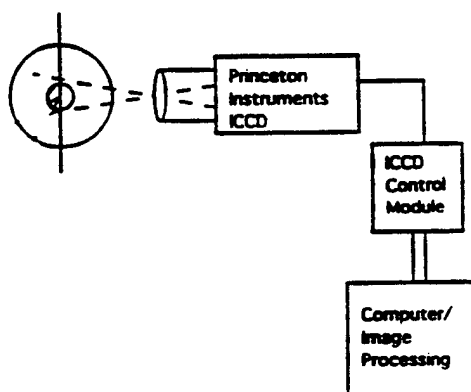 Princeton
Instruments
ICCD
ICCD
Control
Module
Computer/
Image
Processing